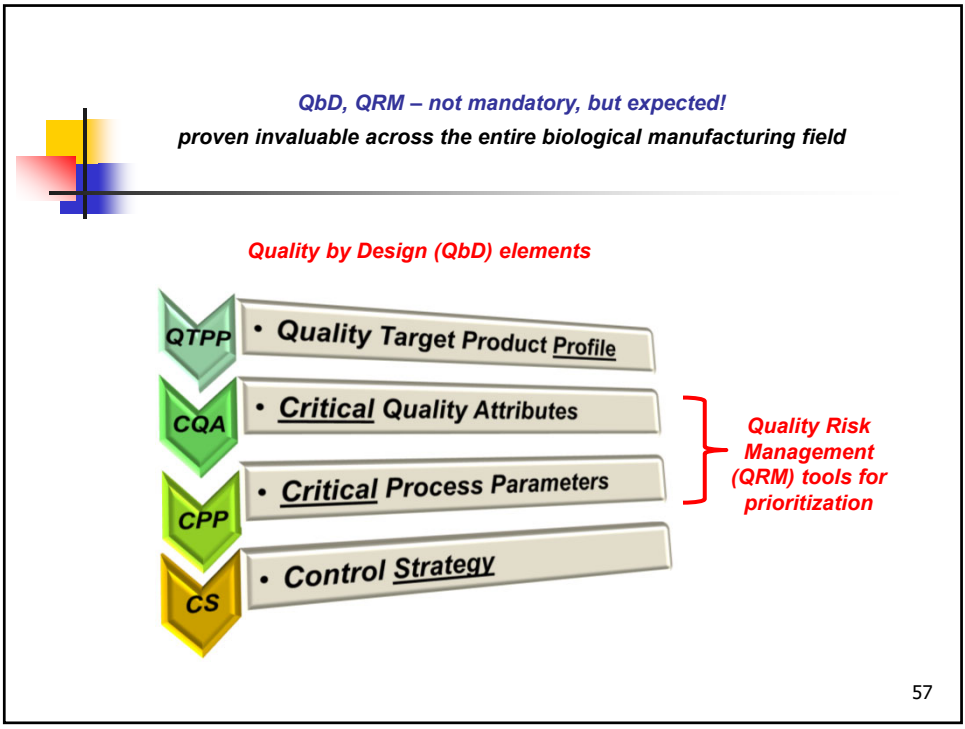 QbD, QRM – not mandatory, but expected!
proven invaluable across the entire biological manufacturing field
Quality by Design (QbD) elements
QTPP
• Quality Target Product Profile
CQA
• Critical Quality Attributes
CPP
• Critical Process Parameters
CS
• Control Strategy
Quality Risk
Management
(QRM) tools for
prioritization
57